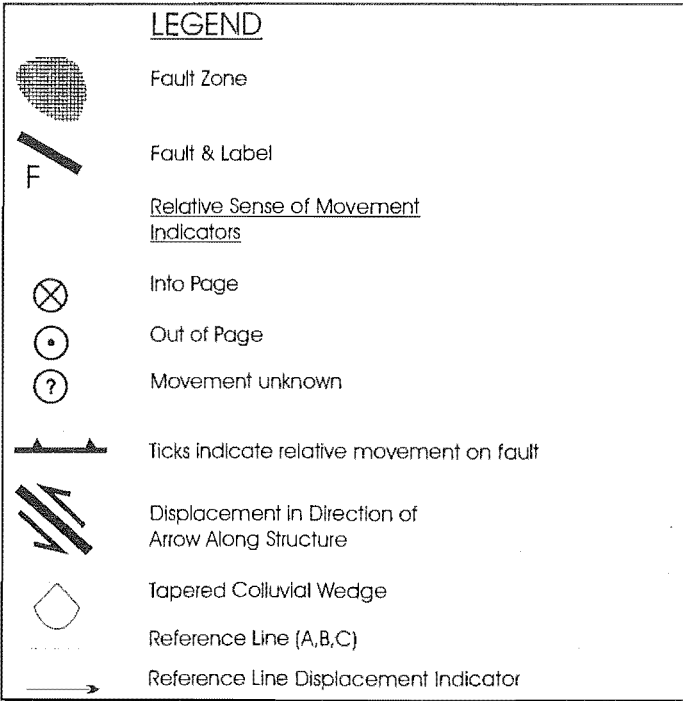 LEGEND
Fault Zone
Fault & Label
F
Relative Sense of Movement
Indicators
Into Page
Out of Page
?
Movement unknown
Ticks indicate relative movement on fault
Displacement in Direction of
Arrow Along Structure
Tapered Colluvial Wedge
Reference Line (A,B,C)
Reference Line Displacement Indicator